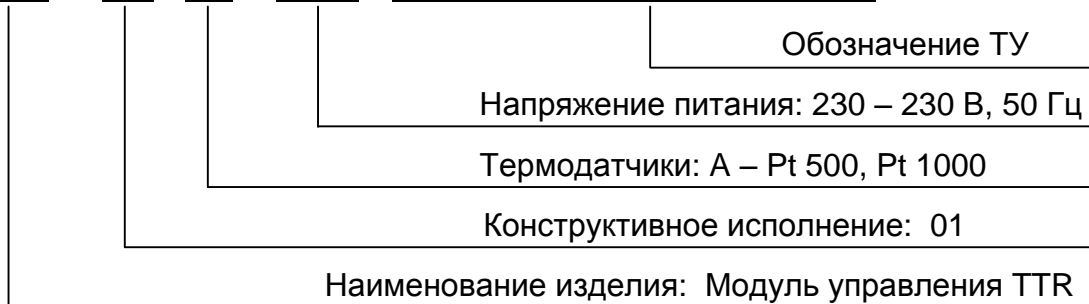 Обозначение ТУ
Напряжение питания: 230 – 230 В, 50 Гц
Термодатчики: А – Pt 500, Pt 1000
Конструктивное исполнение: 01
Наименование изделия: Модуль управления TTR